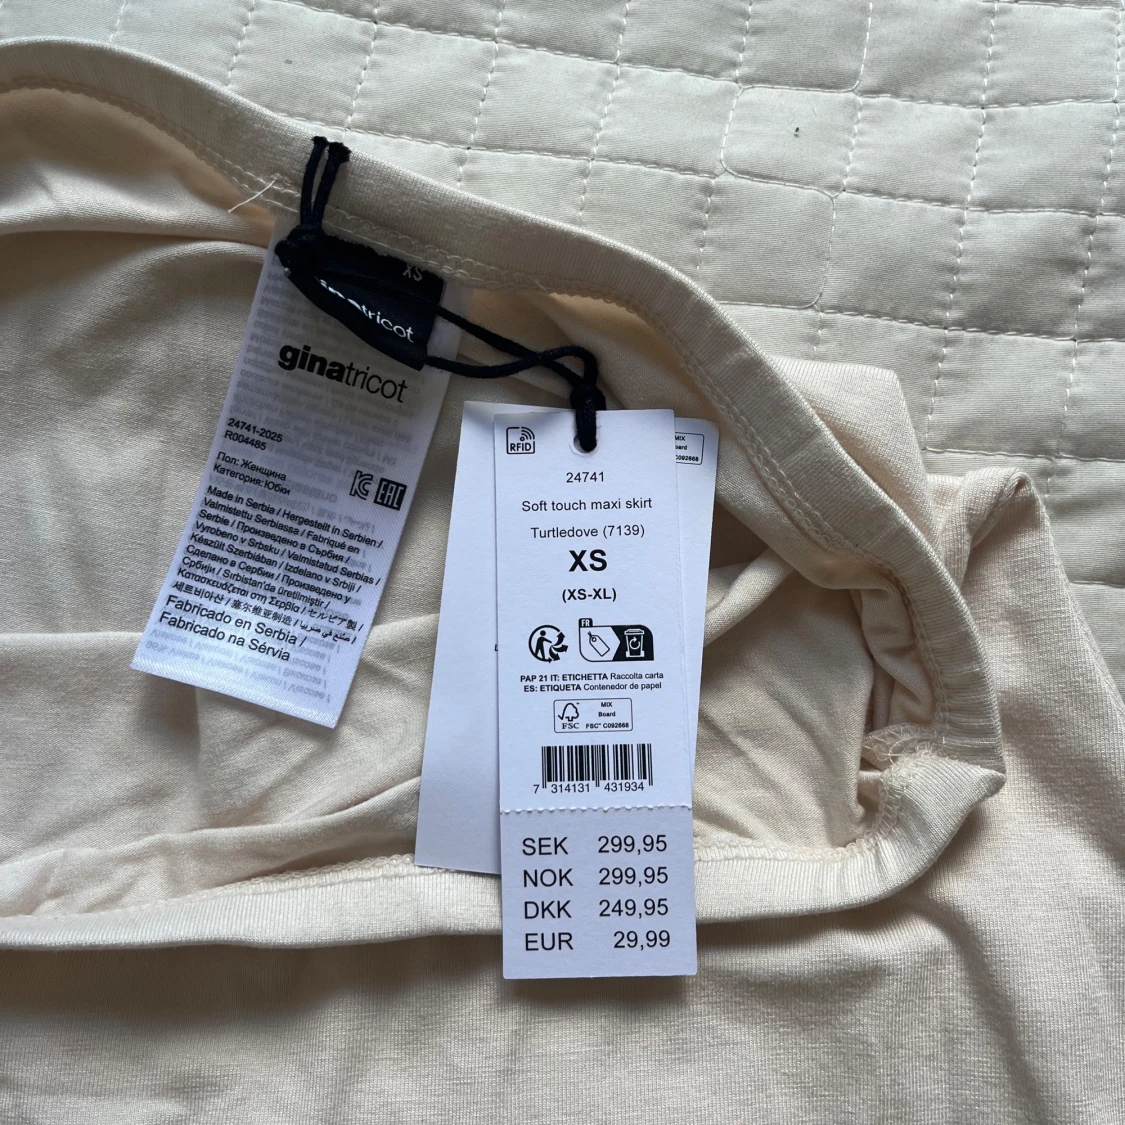 XS
tricot
ginatricot
24741-2025
R004485
Пол: Женщина
Категория: Юбки
EAC
Made in Serbia / Hergestellt in Serbien /
Valmistettu Serbiassa / Fabriqué en
Serbie / Произведено в Сърбия /
Vyrobeno v Srbsku / Valmistatud Serbias /
Készült Szerbiában / Izdelano v Srbiji /
Сделано в Сербии / Произведено у
Србији / Sırbistan'da üretilmiştir /
Κατασκευάζεται στη Σερβία / セルビア製 /
세르비아산 / 塞尔维亚制造 / صنع في صربيا /
Fabricado en Serbia /
Fabricado na Sérvia
RFID
24741
Soft touch maxi skirt
Turtledove (7139)
XS
(XS-XL)
FR
PAP 21 IT: ETICHETTA Raccolta carta
ES: ETIQUETA Contenedor de papel
FSC
MIX
Board
FSC® C092668
7 314131 431934
SEK 299,95
NOK 299,95
DKK 249,95
EUR 29,99
MIX
Board
C092668